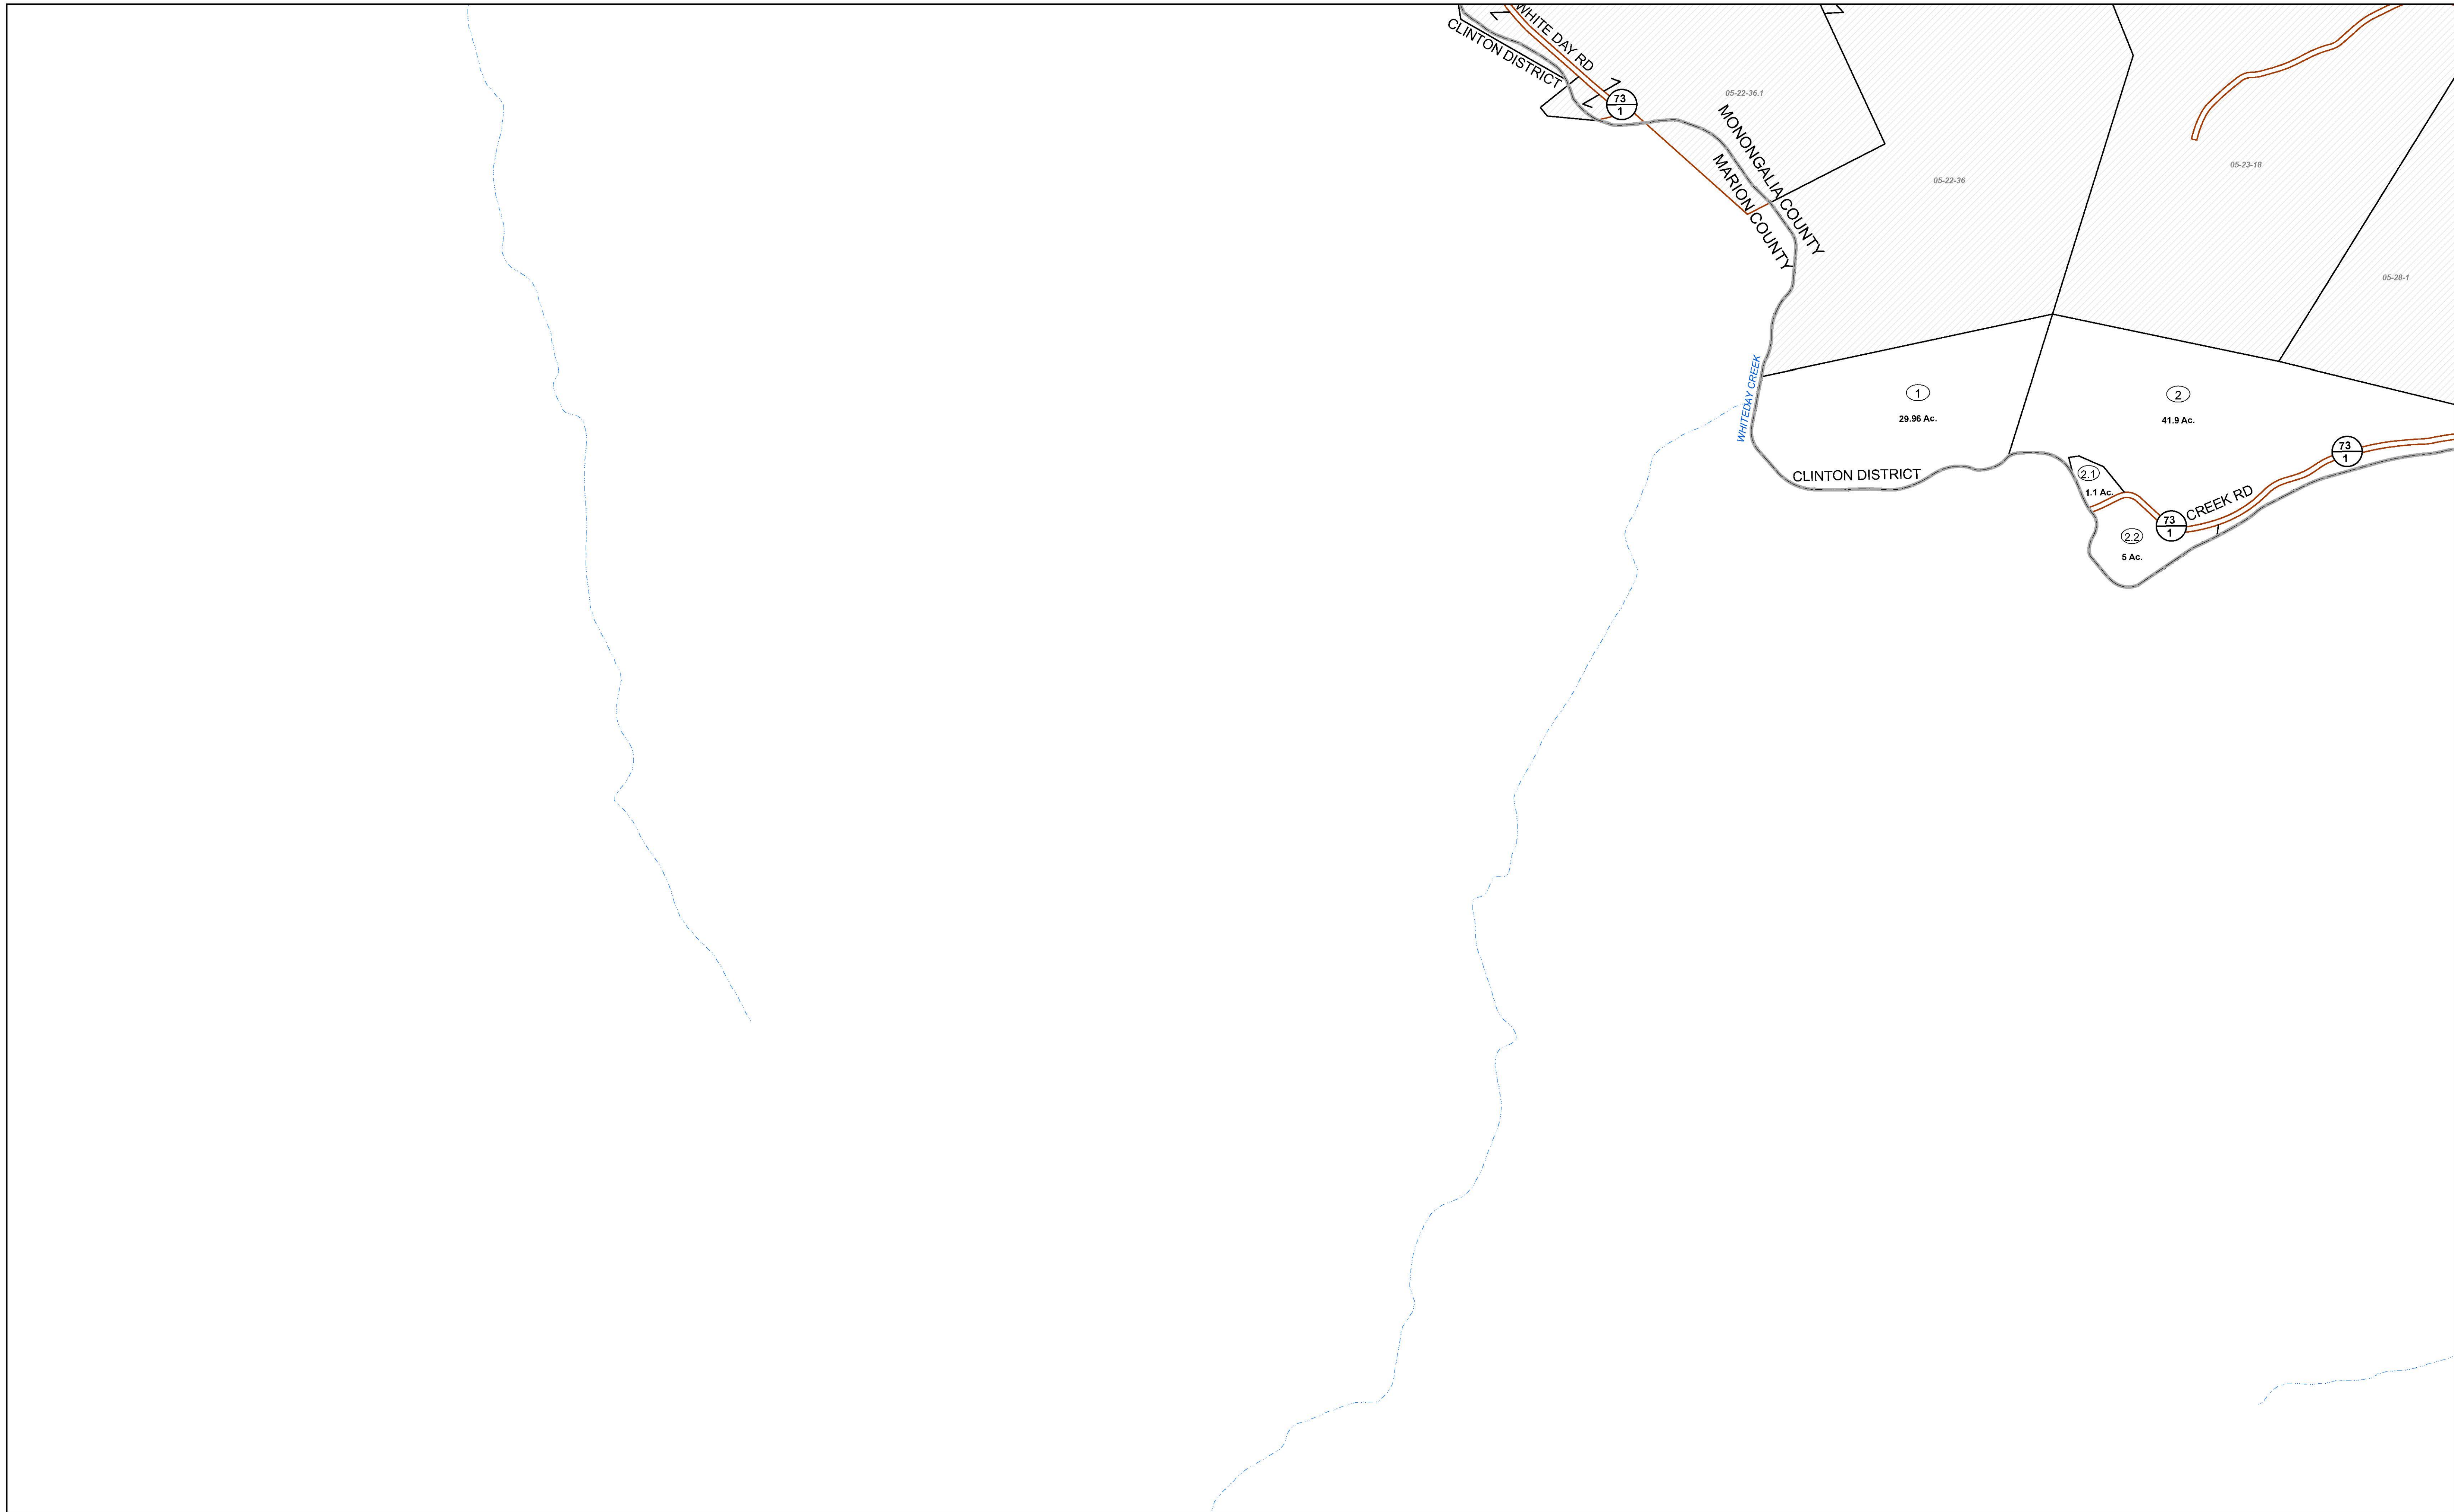 WHITE DAY RD
CLINTON DISTRICT
73
1
05-22-36.1
MONONGALIA COUNTY
MARION COUNTY
05-22-36
05-23-18
05-28-1
WHITEDAY CREEK
1
29.96 Ac.
2
41.9 Ac.
CLINTON DISTRICT
73
1
2.1
1.1 Ac.
CREEK RD
73
1
2.2
5 Ac.